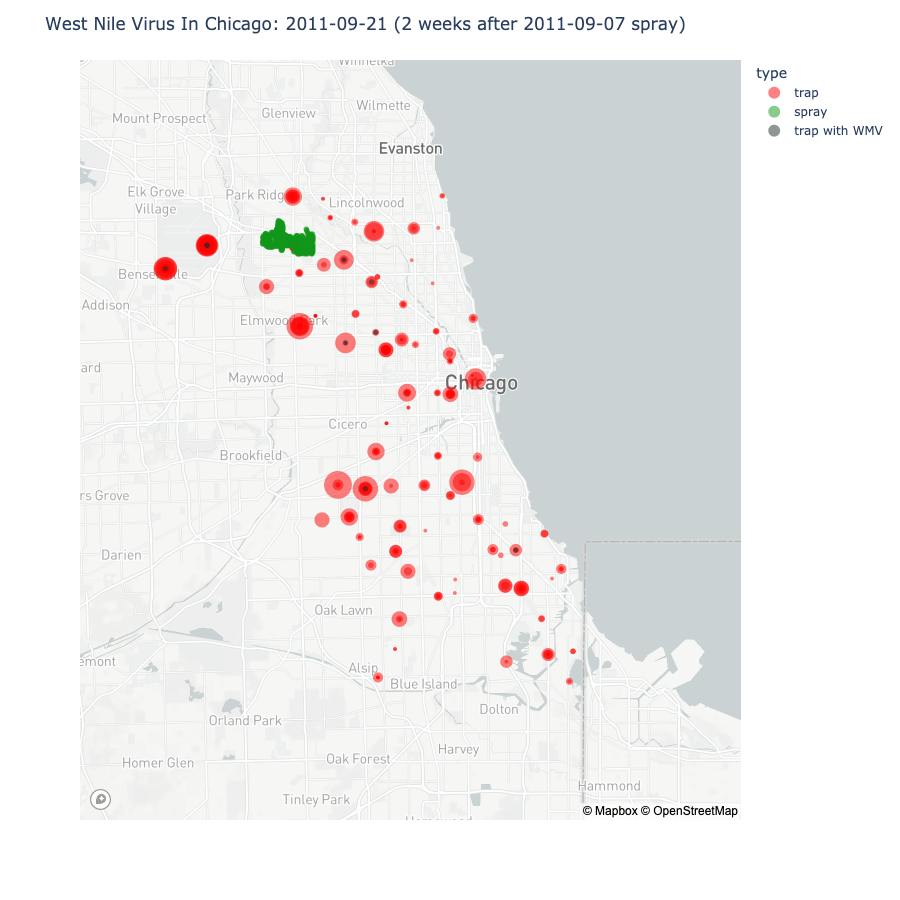 West Nile Virus In Chicago: 2011-09-21 (2 weeks after 2011-09-07 spray)
type
trap
spray
trap with WMV
Winnetka
Wilmette
Glenview
Mount Prospect
Evanston
Elk Grove
Village
Park Ridg
Lincolnwood
Bensenville
Addison
Elmwood Park
ard
Maywood
Chicago
Cicero
Brookfield
rs Grove
Darien
Oak Lawn
emont
Alsip
Blue Island
Dolton
Orland Park
Harvey
Oak Forest
Homer Glen
Hammond
Tinley Park
© Mapbox © OpenStreetMap